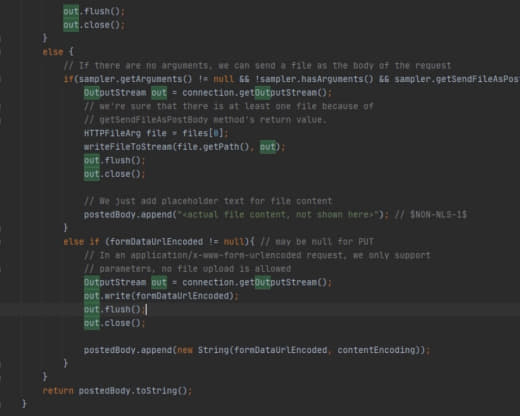 out.flush();
out.close();
}
else {
// If there are no arguments, we can send a file as the body of the request
if(sampler.getArguments() != null && !sampler.hasArguments() && sampler.getSendFileAsPost
OutputStream out = connection.getOutputStream();
// we're sure that there is at least one file because of
// getSendFileAsPostBody method's return value.
HTTPFileArg file = files[0];
writeFileToStream(file.getPath(), out);
out.flush();
out.close();
// We just add placeholder text for file content
postedBody.append("<actual file content, not shown here>"); // $NON-NLS-1$
}
else if (formDataUrlEncoded != null){ // may be null for PUT
// In an application/x-www-form-urlencoded request, we only support
// parameters, no file upload is allowed
OutputStream out = connection.getOutputStream();
out.write(formDataUrlEncoded);
out.flush();
out.close();
postedBody.append(new String(formDataUrlEncoded, contentEncoding));
}
}
return postedBody.toString();
}